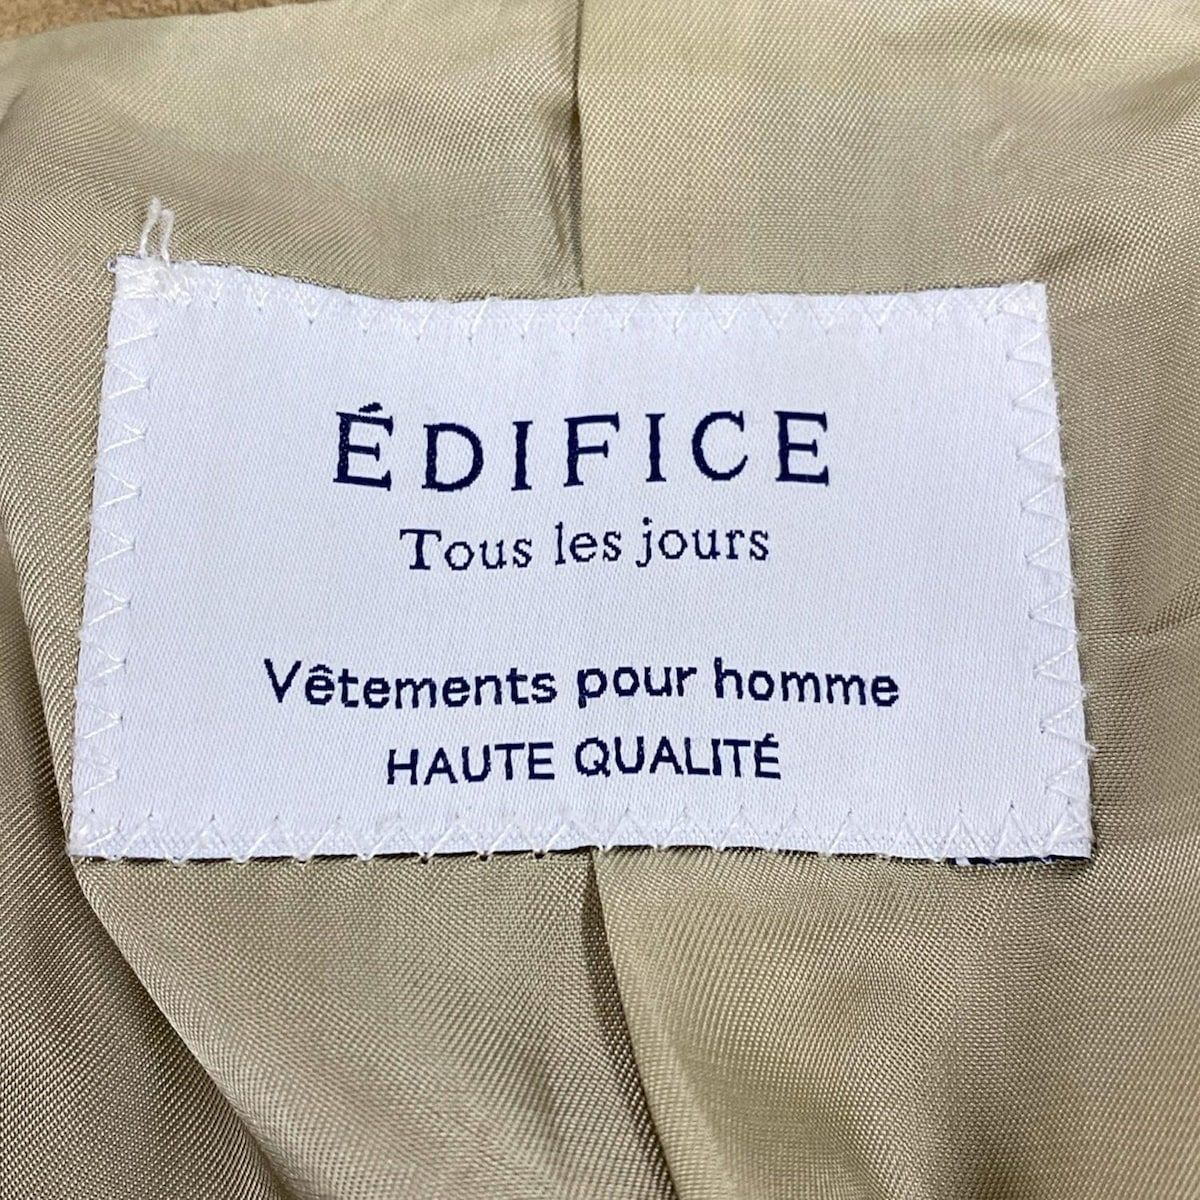 ÉDIFICE
Tous les jours
Vêtements pour homme
HAUTE QUALITÉ